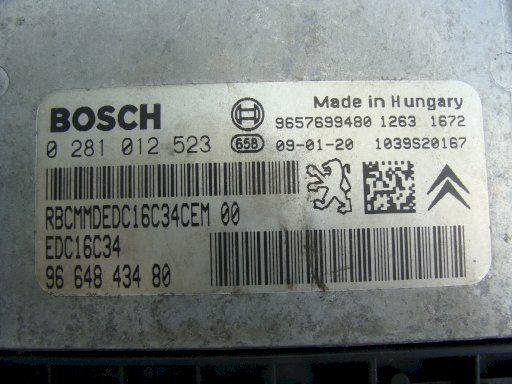 BOSCH
Made in Hungary
9657699480 1263 1672
0 281 012 523
658
09-01-20 1039S20167
RBCMMDEDC16C34CEM 00
EDC16C34
96 648 434 80